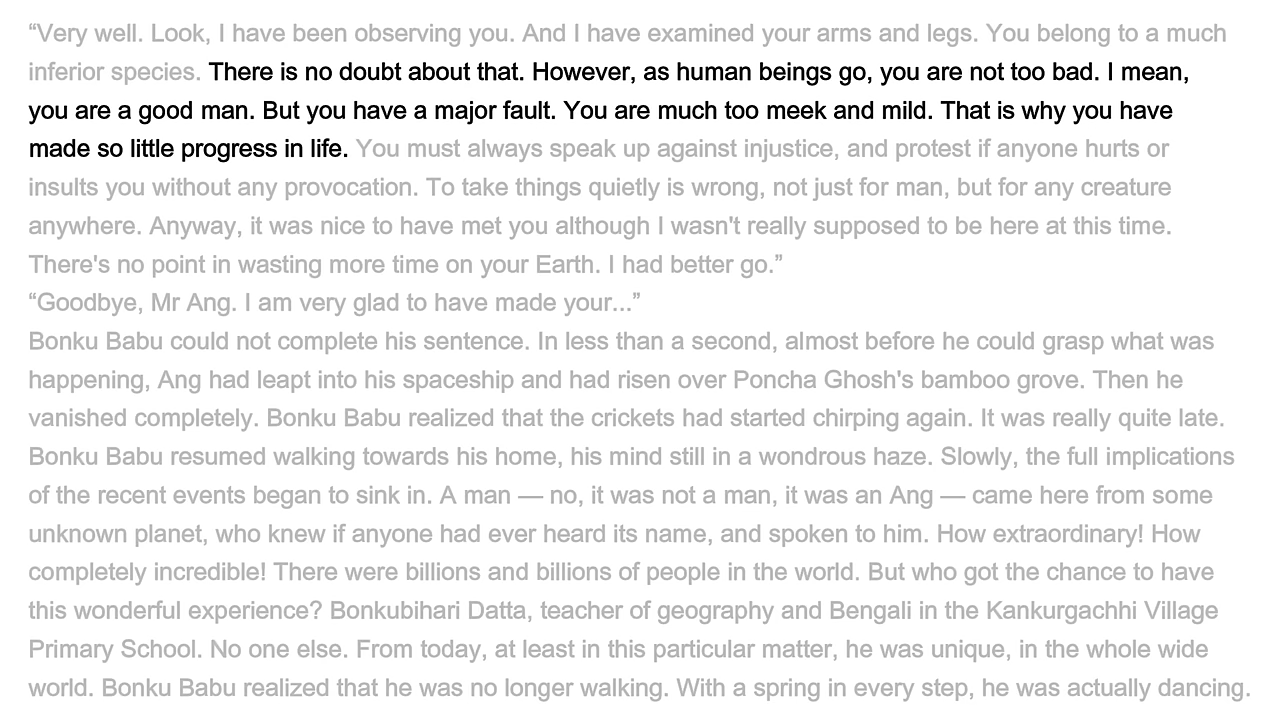 “Very well. Look, I have been observing you. And I have examined your arms and legs. You belong to a much
inferior species. There is no doubt about that. However, as human beings go, you are not too bad. I mean,
you are a good man. But you have a major fault. You are much too meek and mild. That is why you have
made so little progress in life. You must always speak up against injustice, and protest if anyone hurts or
insults you without any provocation. To take things quietly is wrong, not just for man, but for any creature
anywhere. Anyway, it was nice to have met you although I wasn't really supposed to be here at this time.
There's no point in wasting more time on your Earth. I had better go.”
“Goodbye, Mr Ang. I am very glad to have made your...”
Bonku Babu could not complete his sentence. In less than a second, almost before he could grasp what was
happening, Ang had leapt into his spaceship and had risen over Poncha Ghosh's bamboo grove. Then he
vanished completely. Bonku Babu realized that the crickets had started chirping again. It was really quite late.
Bonku Babu resumed walking towards his home, his mind still in a wondrous haze. Slowly, the full implications
of the recent events began to sink in. A man — no, it was not a man, it was an Ang — came here from some
unknown planet, who knew if anyone had ever heard its name, and spoken to him. How extraordinary! How
completely incredible! There were billions and billions of people in the world. But who got the chance to have
this wonderful experience? Bonkubihari Datta, teacher of geography and Bengali in the Kankurgachhi Village
Primary School. No one else. From today, at least in this particular matter, he was unique, in the whole wide
world. Bonku Babu realized that he was no longer walking. With a spring in every step, he was actually dancing.